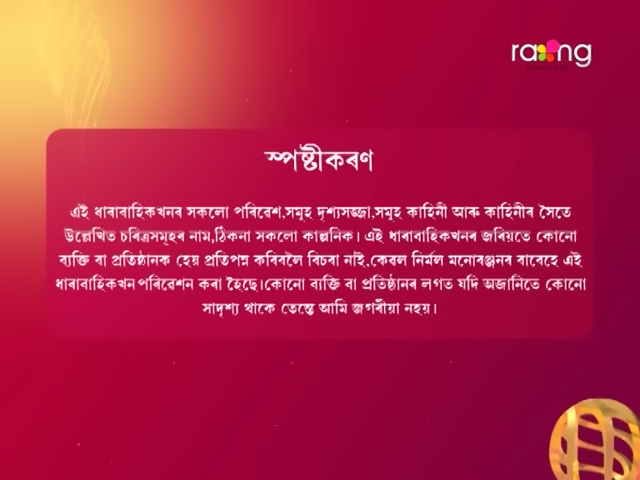 rang
স্পষ্টীকৰণ
এই ধাৰাবাহিকখনৰ সকলো পৰিৱেশ,সমূহ দৃশ্যসজ্জা,সমূহ কাহিনী আৰু কাহিনীৰ সৈতে
উল্লেখিত চৰিত্ৰসমূহৰ নাম,ঠিকনা সকলো কাল্পনিক। এই ধাৰাবাহিকখনৰ জৰিয়তে কোনো
ব্যক্তি বা প্ৰতিষ্ঠানক হেয় প্ৰতিপন্ন কৰিবলৈ বিচৰা নাই.কেৱল নিৰ্মল মনোৰঞ্জনৰ বাবেহে এই
ধাৰাবাহিকখন পৰিৱেশন কৰা হৈছে।কোনো ব্যক্তি বা প্ৰতিষ্ঠানৰ লগত যদি অজানিতে কোনো
সাদৃশ্য থাকে তেন্তে আমি জগৰীয়া নহয়।